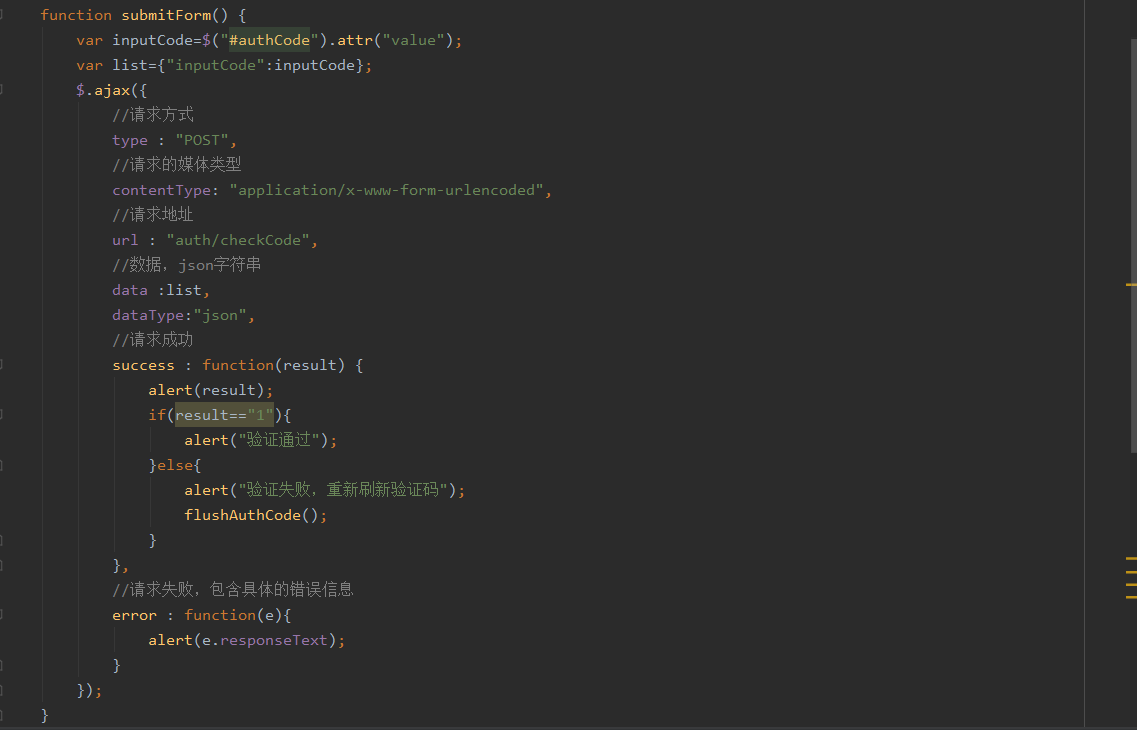 function submitForm() {
    var inputCode=$("#authCode").attr("value");
    var list={"inputCode":inputCode};
    $.ajax({
        //请求方式
        type : "POST",
        //请求的媒体类型
        contentType: "application/x-www-form-urlencoded",
        //请求地址
        url : "auth/checkCode",
        //数据，json字符串
        data :list,
        dataType:"json",
        //请求成功
        success : function(result) {
            alert(result);
            if(result=="1"){
                alert("验证通过");
            }else{
                alert("验证失败，重新刷新验证码");
                flushAuthCode();
            }
        },
        //请求失败，包含具体的错误信息
        error : function(e){
            alert(e.responseText);
        }
    });
}